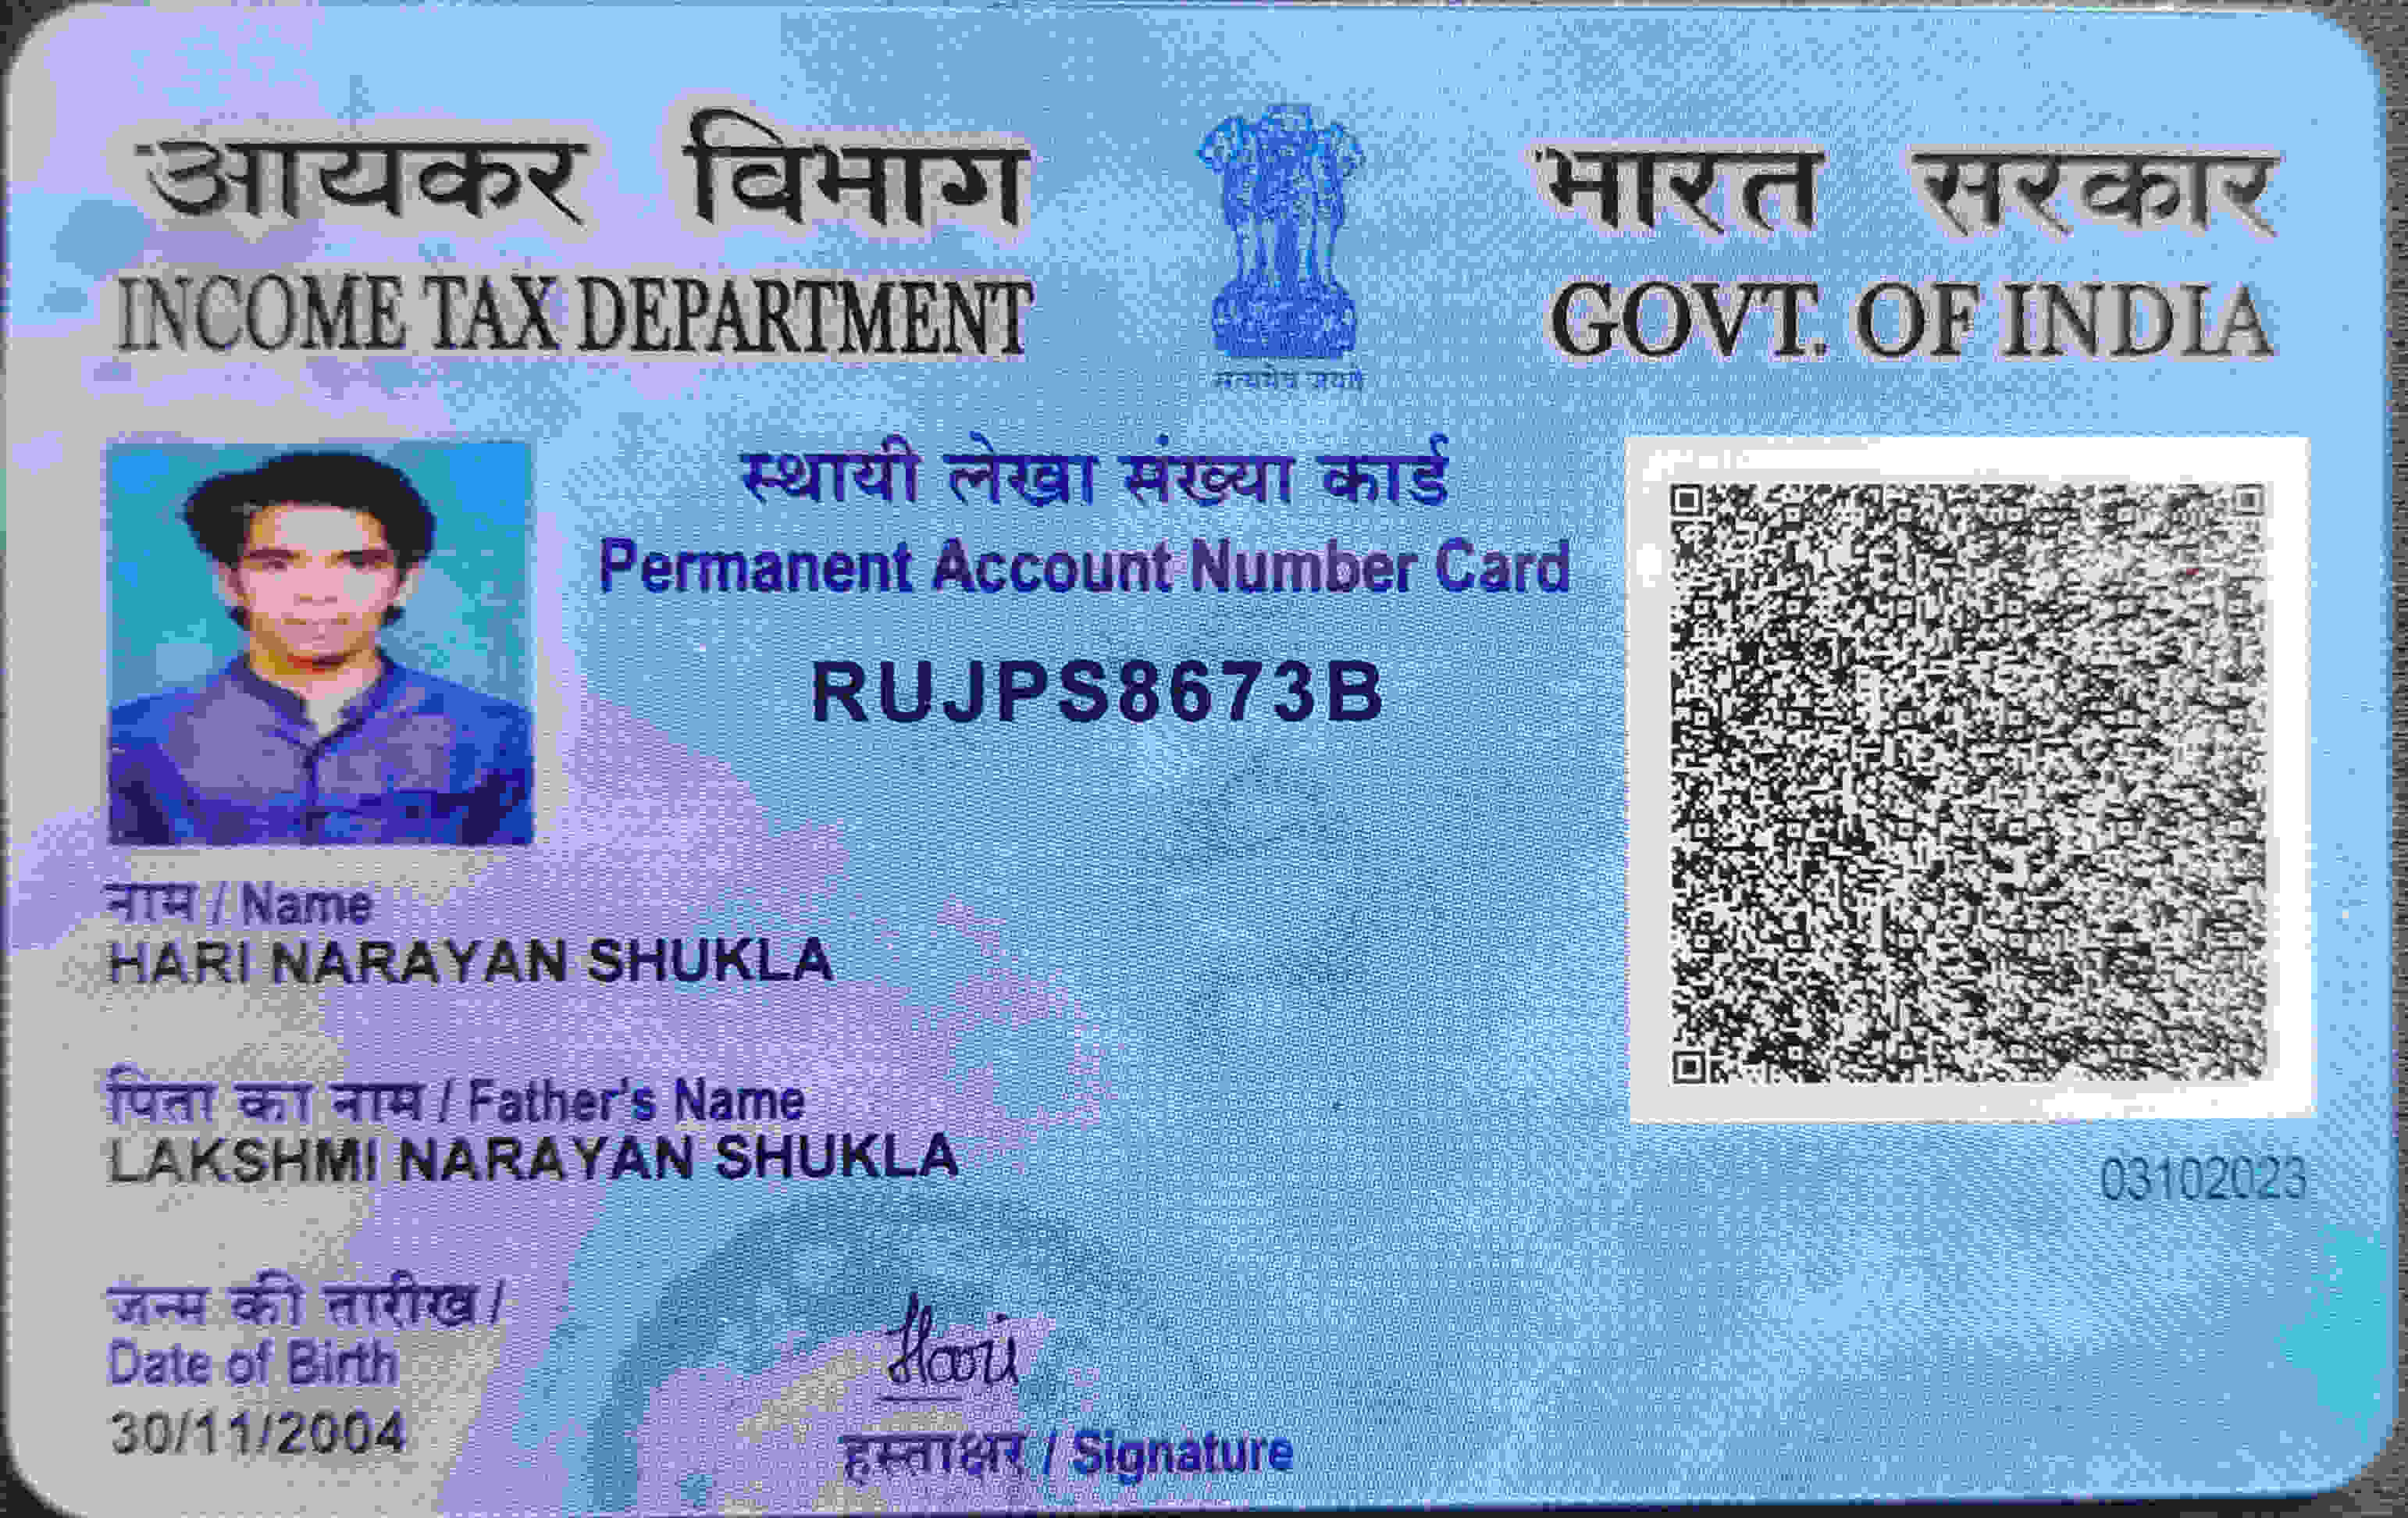 आयकर विभाग
INCOME TAX DEPARTMENT
सत्यमेव जयते
भारत सरकार
GOVT. OF INDIA
स्थायी लेखा संख्या कार्ड
Permanent Account Number Card
RUJPS8673B
नाम / Name
HARI NARAYAN SHUKLA
पिता का नाम / Father's Name
LAKSHMI NARAYAN SHUKLA
03102023
जन्म की तारीख /
Date of Birth
30/11/2004
Hari
हस्ताक्षर / Signature